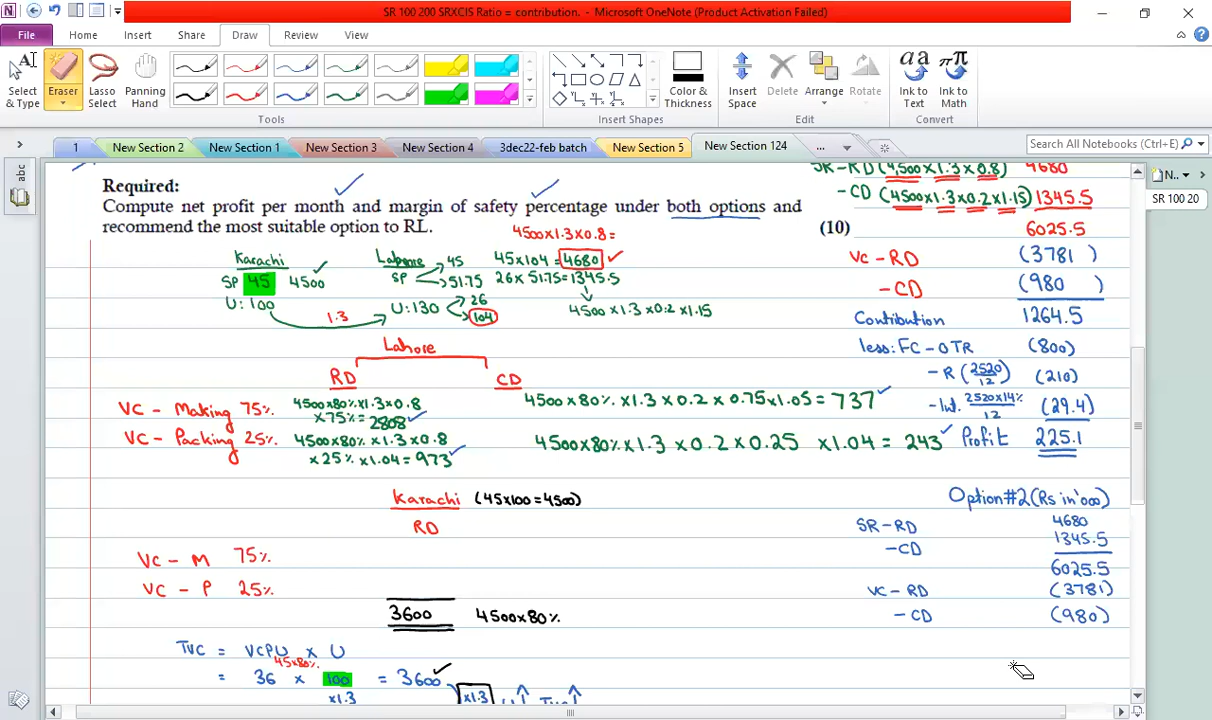 SR 100 200 SRXCIS Ratio = contribution. - Microsoft OneNote (Product Activation Failed)
File Home Insert Share Draw Review View
Select & Type
Eraser
Lasso Select
Panning Hand
Color & Thickness
Insert Space
Delete
Arrange
Rotate
Ink to Text
Ink to Math
Tools
Insert Shapes
Edit
Convert
1 New Section 2 New Section 1 New Section 3 New Section 4 3dec22-feb batch New Section 5 New Section 124 ... Search All Notebooks (Ctrl+E)
abc
N..
SR 100 20
SR-RD (4,500x1.3x0.8) 4680
-CD (4500x1.3x0.2x1.15) 1345.5
6025.5
Required:
Compute net profit per month and margin of safety percentage under both options and
recommend the most suitable option to RL. (10)
4500x1.3x0.8=
Karachi
SP 45 4500
U: 100
1.3
Lahore
SP 45
51.75
U: 130 26
104
45x104 = 4680
26x51.75 = 1345.5
4500x1.3x0.2x1.15
VC-RD (3781)
-CD (980)
Contribution 1264.5
less: FC-OTR (800)
-R (2520/12) (210)
-Int. 2520x14%/12 (29.4)
Profit 225.1
Lahore
RD CD
VC - Making 75%
4500x80%x1.3x0.8
x75% = 2808
4500x80%x1.3x0.2x0.75x1.05 = 737
VC - Packing 25%
4500x80%x1.3x0.8
x25%x1.04 = 973
4500x80%x1.3x0.2x0.25 x1.04 = 243
Karachi (45x100=4500)
RD
VC - M 75%
VC - P 25%
3600 4500x80%
Option#2 (Rs in '000)
SR-RD 4680
-CD 1345.5
6025.5
VC-RD (3781)
-CD (980)
TVC = VCPU x U
45x80%
= 36 x 100 = 3600
x1.3
x1.3